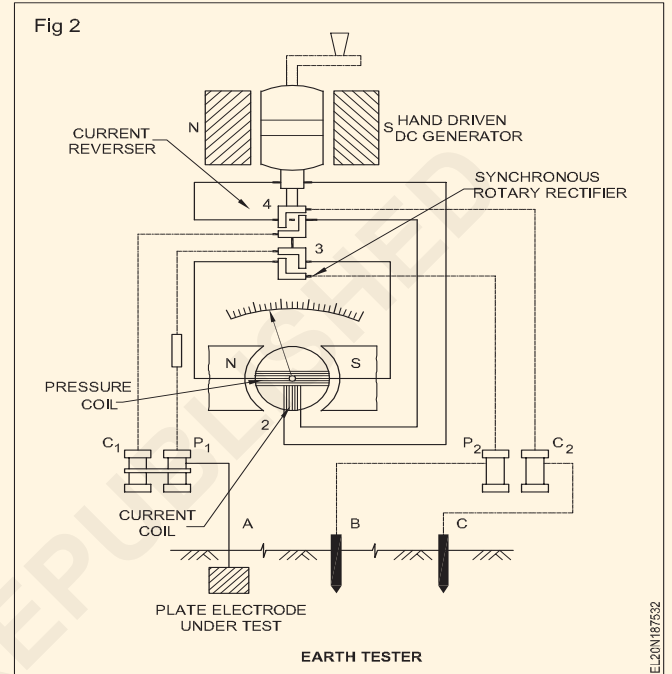 Fig 2
N
S
HAND DRIVEN
DC GENERATOR
CURRENT
REVERSER
SYNCHRONOUS
ROTARY RECTIFIER
4
3
N
S
PRESSURE
COIL
2
C1
P1
P2
C2
CURRENT
COIL
A
B
C
PLATE ELECTRODE
UNDER TEST
EARTH TESTER
EL20N187532
EPUBLISHED